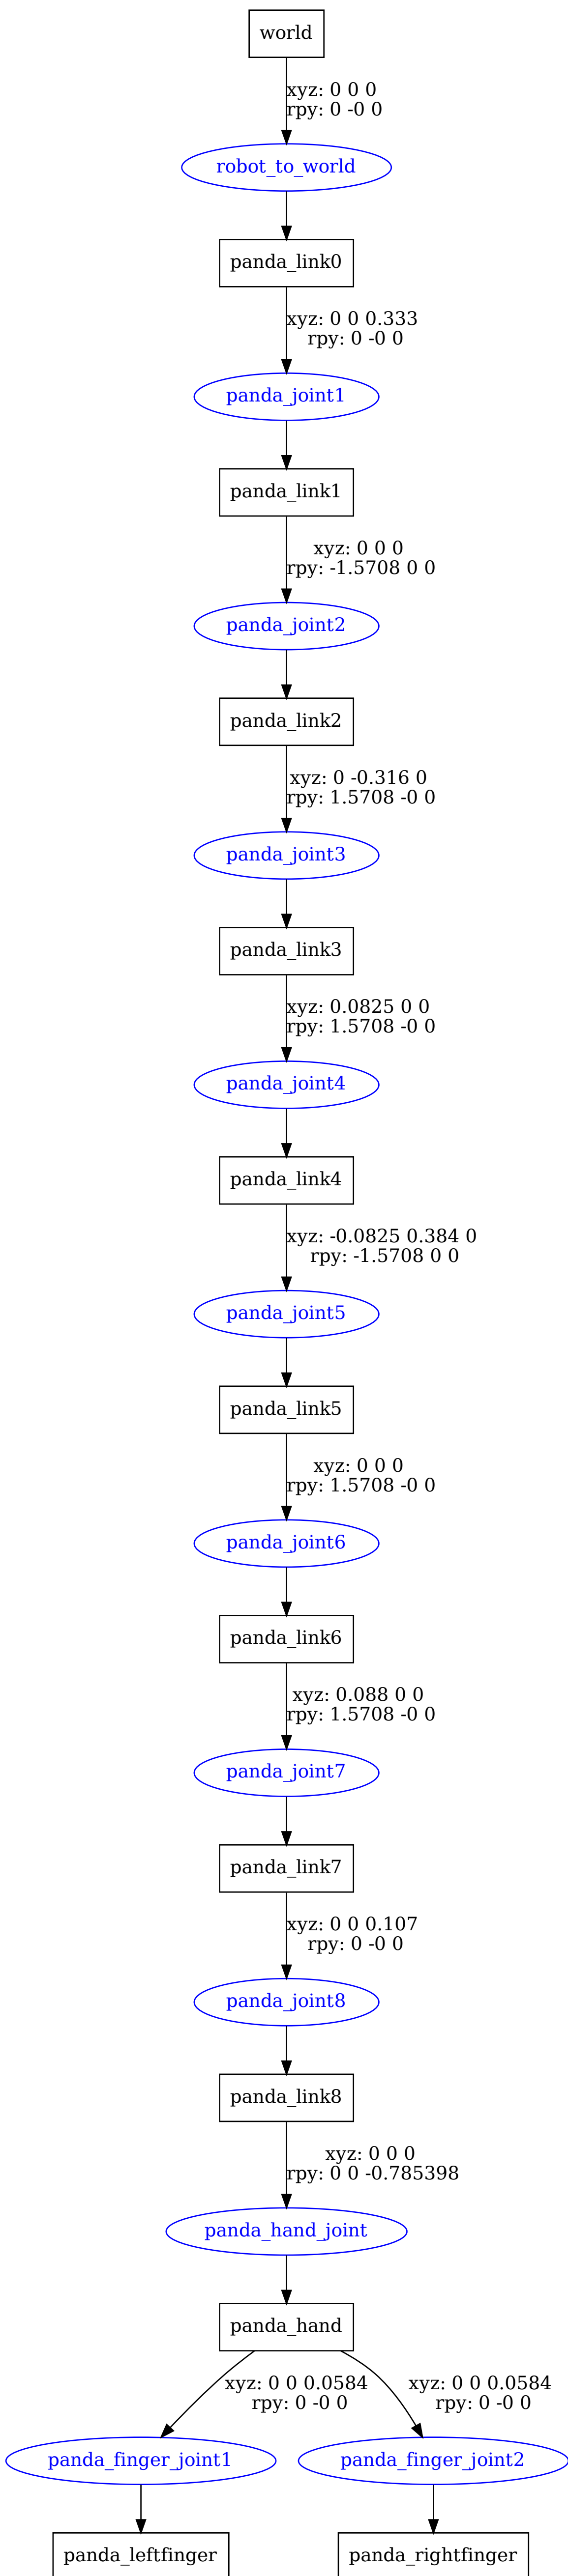 world
xyz: 0 0 0
rpy: 0 -0 0
robot_to_world
panda_link0
xyz: 0 0 0.333
rpy: 0 -0 0
panda_joint1
panda_link1
xyz: 0 0 0
rpy: -1.5708 0 0
panda_joint2
panda_link2
xyz: 0 -0.316 0
rpy: 1.5708 -0 0
panda_joint3
panda_link3
xyz: 0.0825 0 0
rpy: 1.5708 -0 0
panda_joint4
panda_link4
xyz: -0.0825 0.384 0
rpy: -1.5708 0 0
panda_joint5
panda_link5
xyz: 0 0 0
rpy: 1.5708 -0 0
panda_joint6
panda_link6
xyz: 0.088 0 0
rpy: 1.5708 -0 0
panda_joint7
panda_link7
xyz: 0 0 0.107
rpy: 0 -0 0
panda_joint8
panda_link8
xyz: 0 0 0
rpy: 0 0 -0.785398
panda_hand_joint
panda_hand
xyz: 0 0 0.0584
rpy: 0 -0 0
xyz: 0 0 0.0584
rpy: 0 -0 0
panda_finger_joint1
panda_finger_joint2
panda_leftfinger
panda_rightfinger